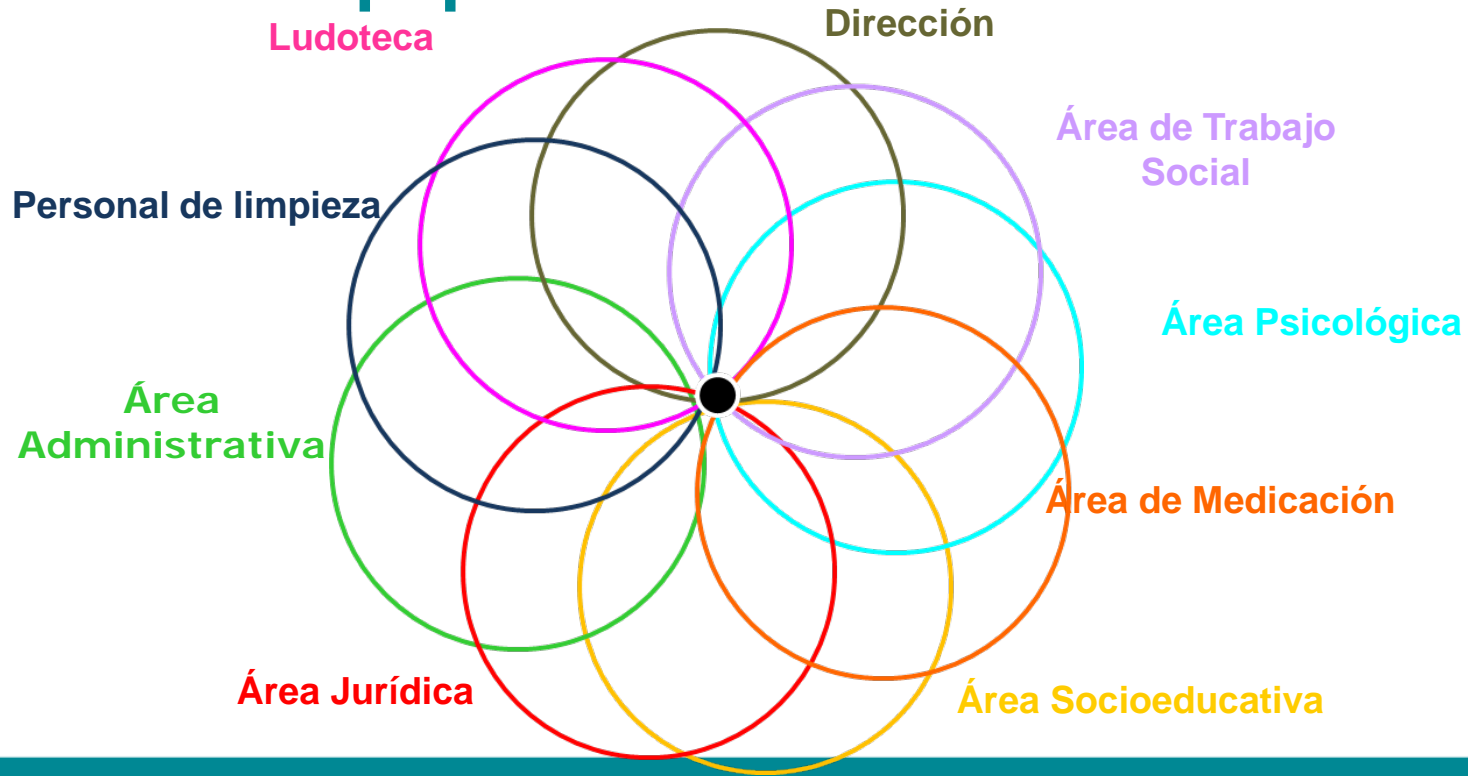 Ludoteca
Dirección
Área de Trabajo
Social
Personal de limpieza
Área Psicológica
Área
Administrativa
Área de Medicación
Área Jurídica
Área Socioeducativa